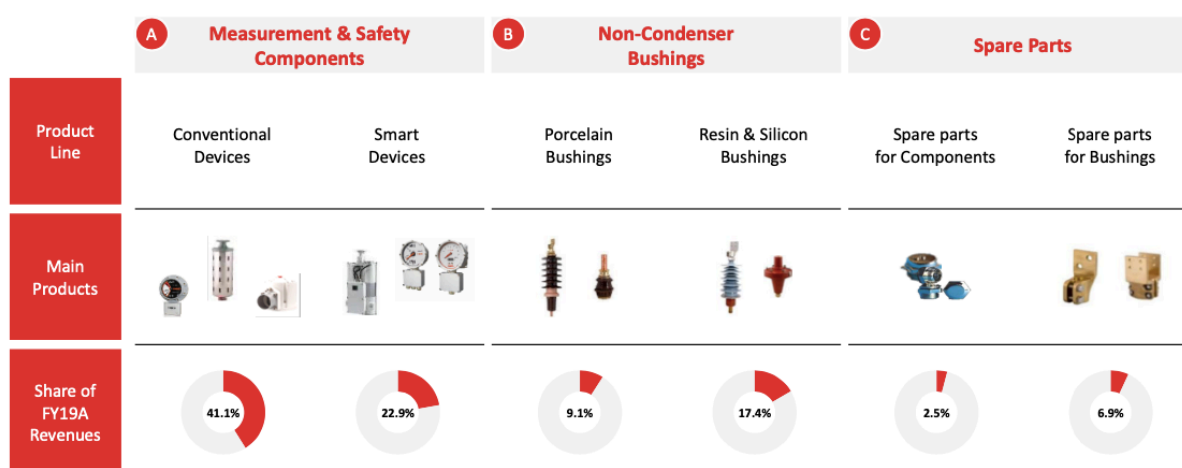 A
Measurement & Safety
Components
B
Non-Condenser
Bushings
C
Spare Parts
Product
Line
Conventional
Devices
Smart
Devices
Porcelain
Bushings
Resin & Silicon
Bushings
Spare parts
for Components
Spare parts
for Bushings
Main
Products
Share of
FY19A
Revenues
41.1%
22.9%
9.1%
17.4%
2.5%
6.9%